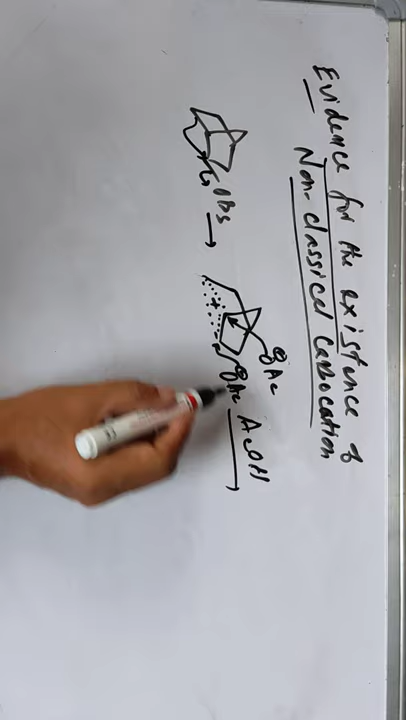 Evidence for the existence of
Non-classical Carbocation
OBs
+
⊖OAc
⊖OAc
AcOH